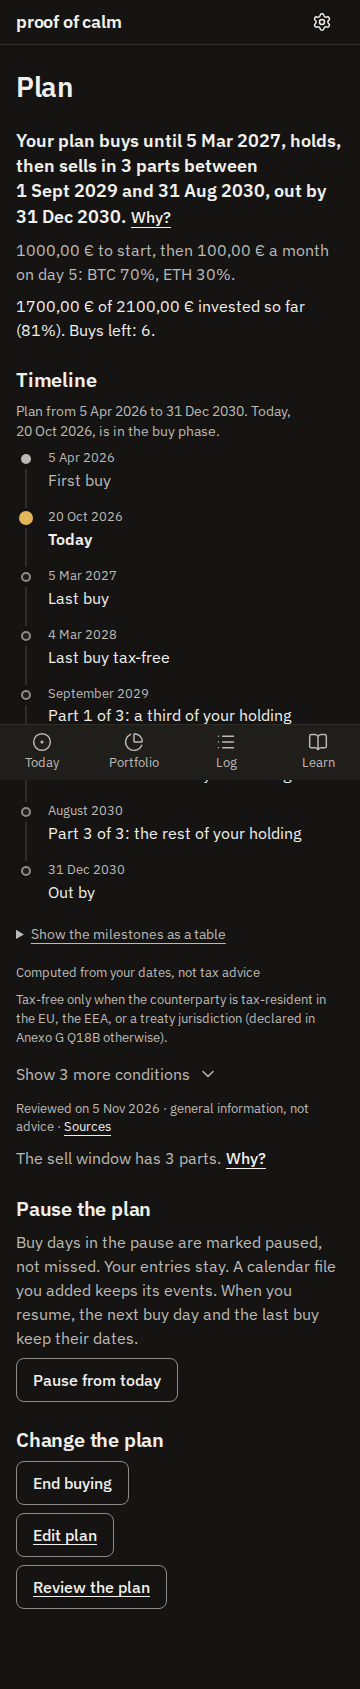 proof of calm
Plan
Your plan buys until 5 Mar 2027, holds,
then sells in 3 parts between
1 Sept 2029 and 31 Aug 2030, out by
31 Dec 2030. Why?
1000,00 € to start, then 100,00 € a month
on day 5: BTC 70%, ETH 30%.
1700,00 € of 2100,00 € invested so far
(81%). Buys left: 6.
Timeline
Plan from 5 Apr 2026 to 31 Dec 2030. Today,
20 Oct 2026, is in the buy phase.
5 Apr 2026
First buy
20 Oct 2026
Today
5 Mar 2027
Last buy
4 Mar 2028
Last buy tax-free
September 2029
Part 1 of 3: a third of your holding
Today
Portfolio
Log
Learn
August 2030
Part 3 of 3: the rest of your holding
31 Dec 2030
Out by
Show the milestones as a table
Computed from your dates, not tax advice
Tax-free only when the counterparty is tax-resident in
the EU, the EEA, or a treaty jurisdiction (declared in
Anexo G Q18B otherwise).
Show 3 more conditions
Reviewed on 5 Nov 2026 · general information, not
advice · Sources
The sell window has 3 parts. Why?
Pause the plan
Buy days in the pause are marked paused,
not missed. Your entries stay. A calendar file
you added keeps its events. When you
resume, the next buy day and the last buy
keep their dates.
Pause from today
Change the plan
End buying
Edit plan
Review the plan